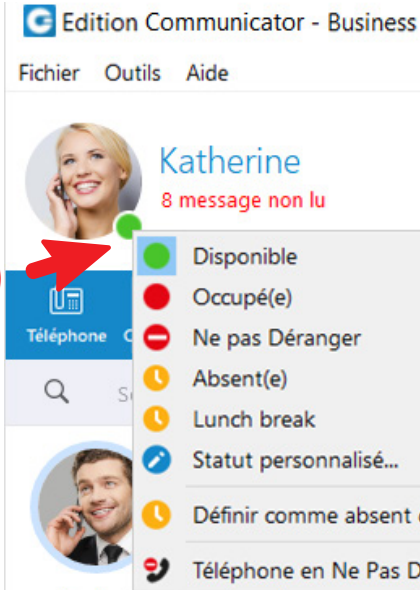 Edition Communicator - Business
Fichier Outils Aide
Katherine
8 message non lu
Disponible
Occupé(e)
Ne pas Déranger
Absent(e)
Lunch break
Statut personnalisé...
Définir comme absent
Téléphone en Ne Pas
Téléphone